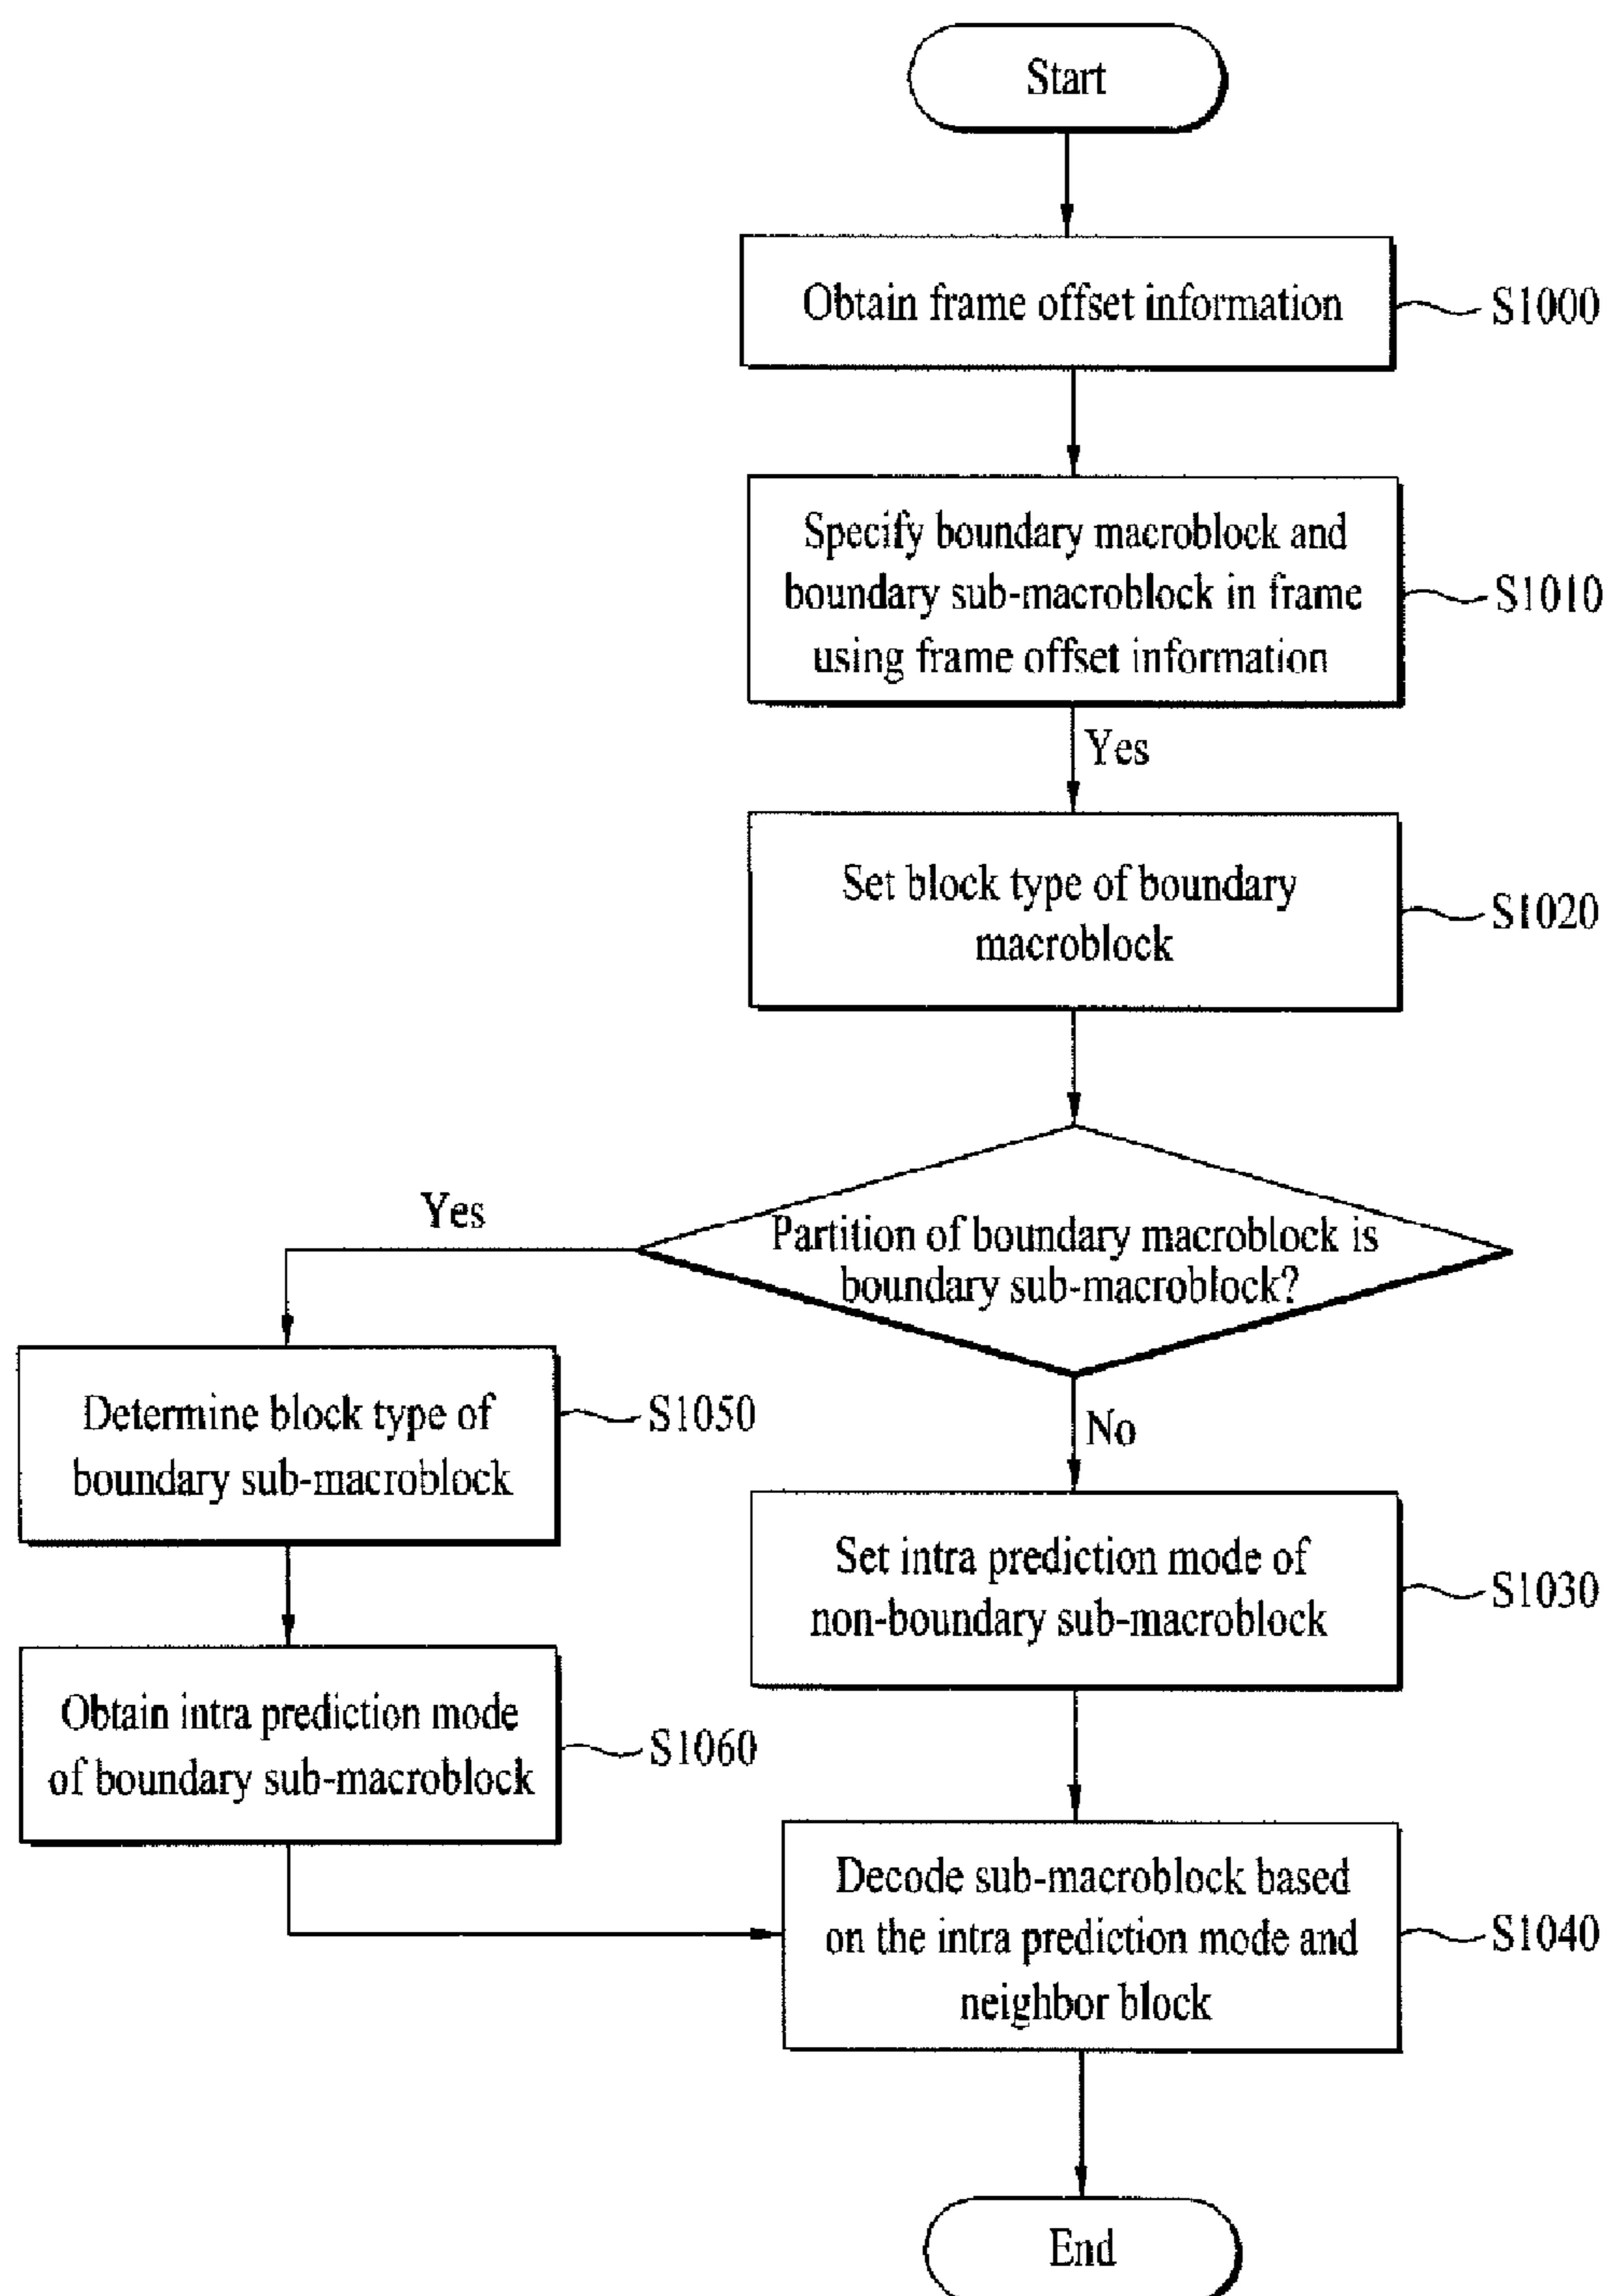 Start
Obtain frame offset information
S1000
Specify boundary macroblock and
boundary sub-macroblock in frame
using frame offset information
S1010
Yes
Set block type of boundary
macroblock
S1020
Partition of boundary macroblock is
boundary sub-macroblock?
Yes
Determine block type of
boundary sub-macroblock
S1050
No
Set intra prediction mode of
non-boundary sub-macroblock
S1030
Obtain intra prediction mode
of boundary sub-macroblock
S1060
Decode sub-macroblock based
on the intra prediction mode and
neighbor block
S1040
End